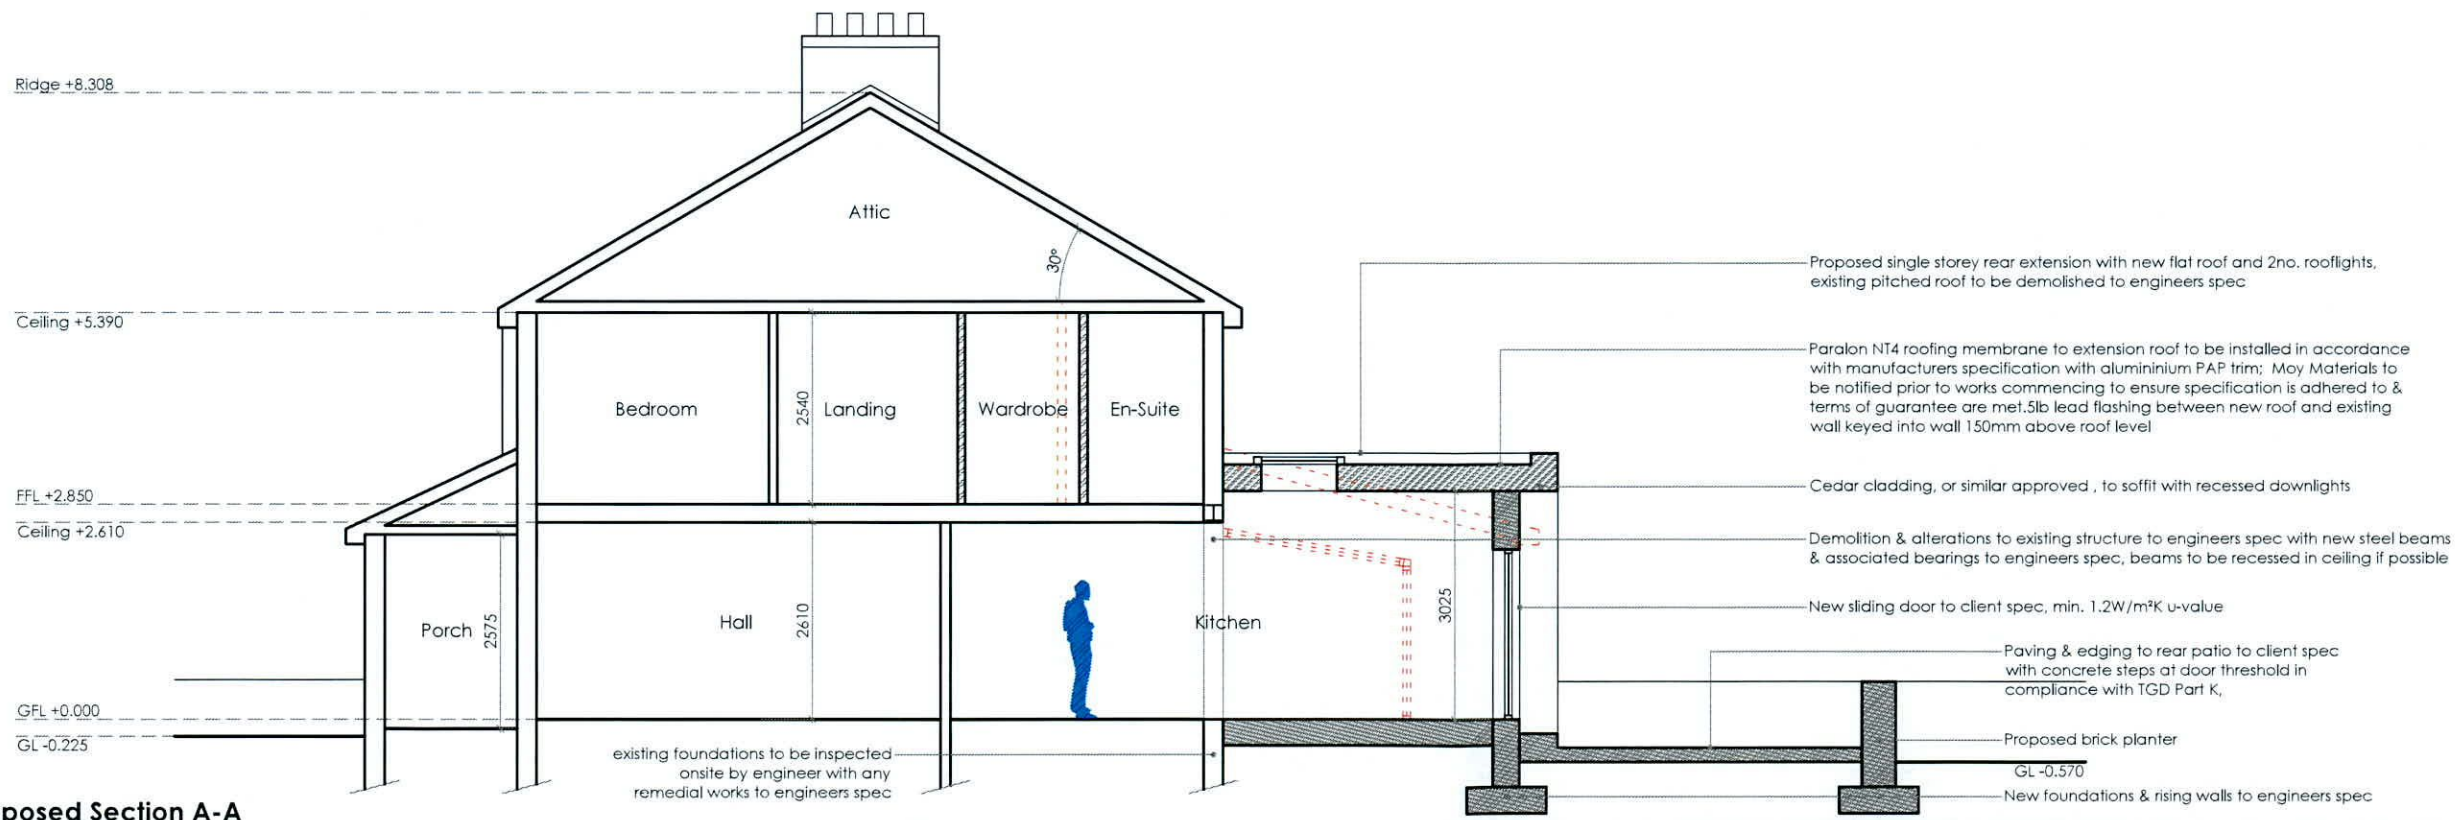 Ridge +8.308
Attic
30°
Proposed single storey rear extension with new flat roof and 2no. rooflights,
existing pitched roof to be demolished to engineers spec
Ceiling +5.390
Paralon NT4 roofing membrane to extension roof to be installed in accordance
with manufacturers specification with alumininium PAP trim; Moy Materials to
be notified prior to works commencing to ensure specification is adhered to &
terms of guarantee are met.5lb lead flashing between new roof and existing
wall keyed into wall 150mm above roof level
Bedroom
2540
Landing
Wardrobe
En-Suite
FFL +2.850
Cedar cladding, or similar approved , to soffit with recessed downlights
Ceiling +2.610
Demolition & alterations to existing structure to engineers spec with new steel beams
& associated bearings to engineers spec, beams to be recessed in ceiling if possible
Porch
2575
Hall
2610
Kitchen
3025
New sliding door to client spec, min. 1.2W/m²K u-value
Paving & edging to rear patio to client spec
with concrete steps at door threshold in
compliance with TGD Part K,
GFL +0.000
GL -0.225
existing foundations to be inspected
onsite by engineer with any
remedial works to engineers spec
Proposed brick planter
GL -0.570
New foundations & rising walls to engineers spec
posed Section A-A